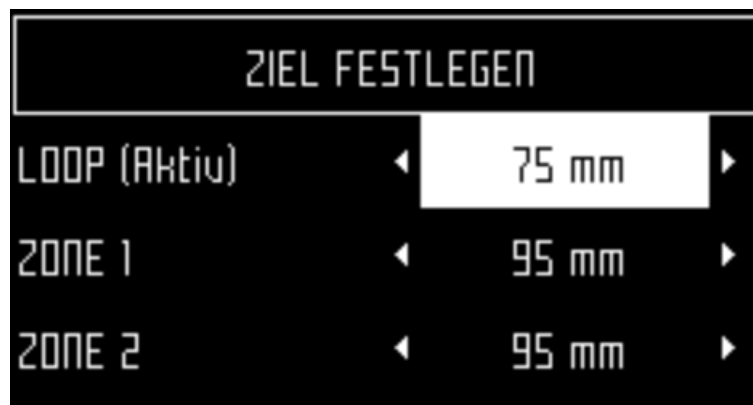 ZIEL FESTLEGEN
LOOP (Aktiv) 75 mm
ZONE 1 95 mm
ZONE 2 95 mm